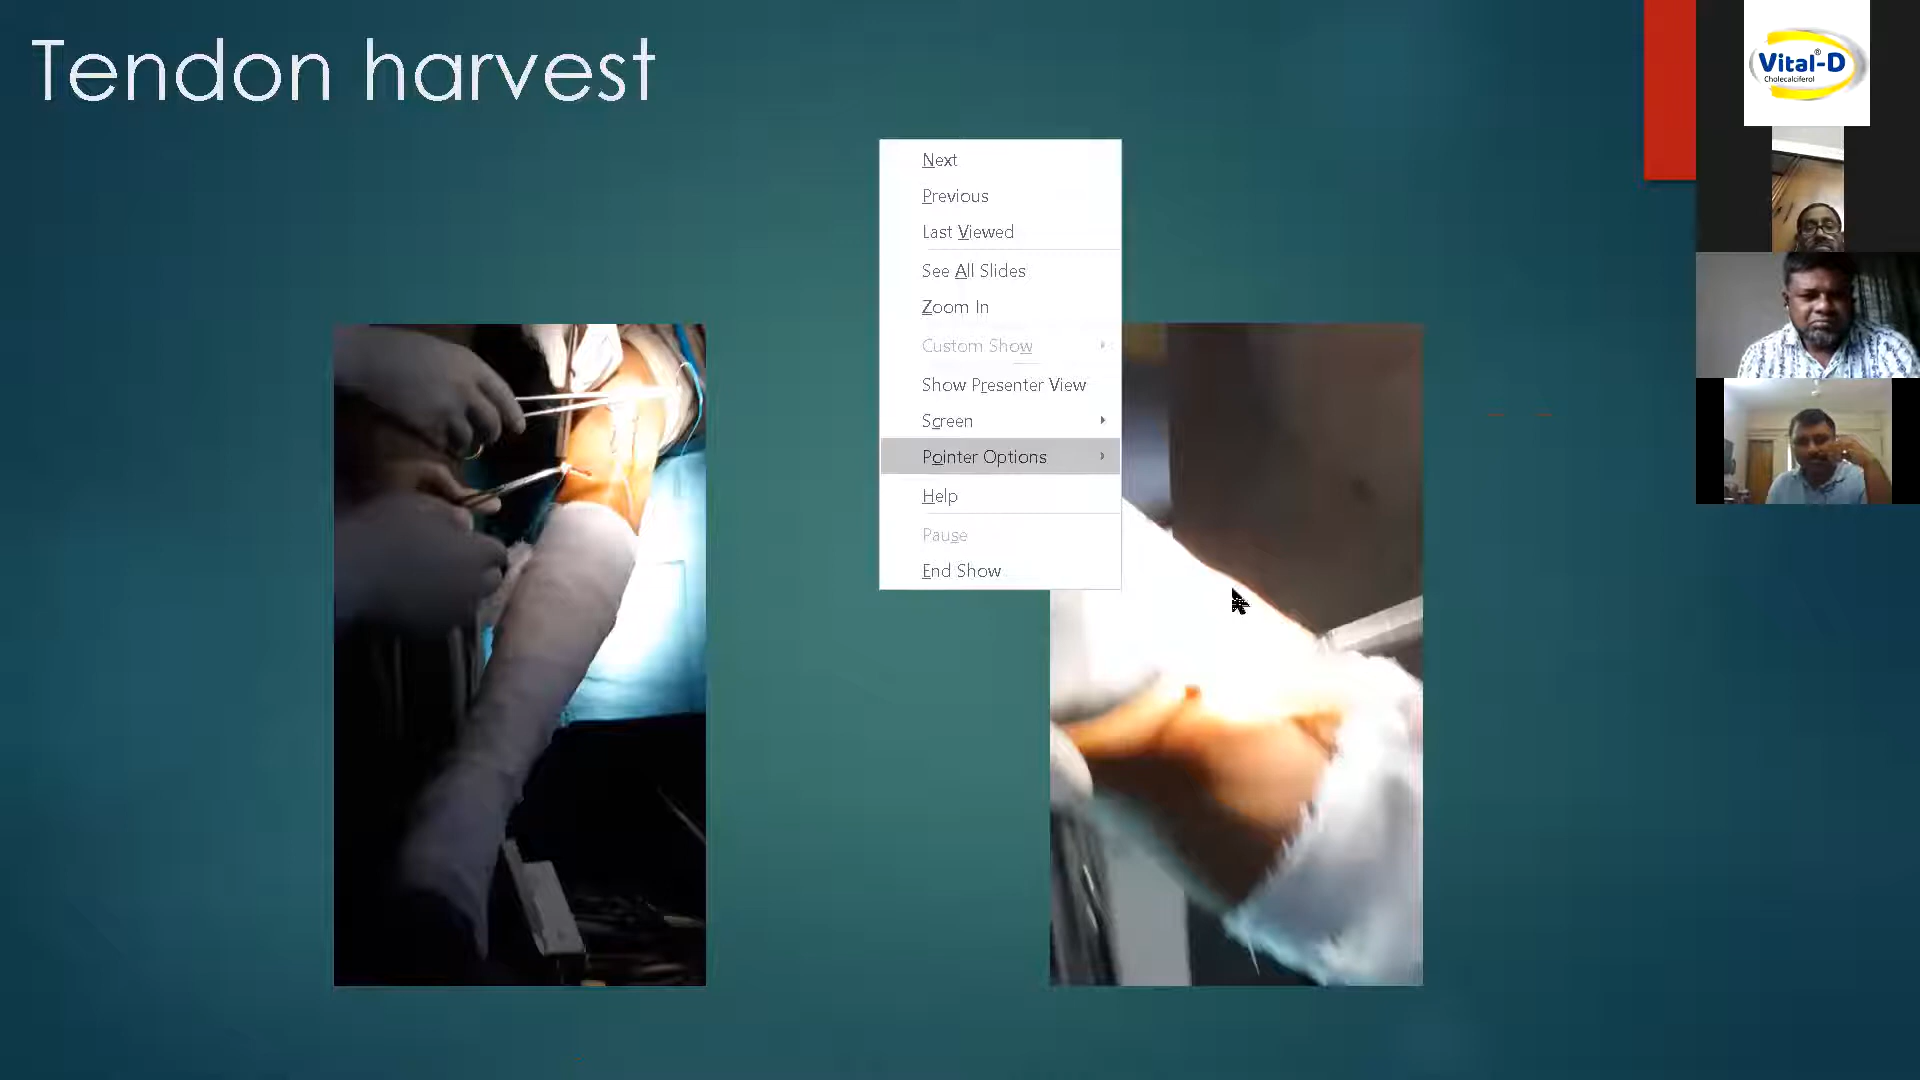 Tendon harvest
Vital-D®
Cholecalciferol
Next
Previous
Last Viewed
See All Slides
Zoom In
Custom Show
Show Presenter View
Screen
Pointer Options
Help
Pause
End Show